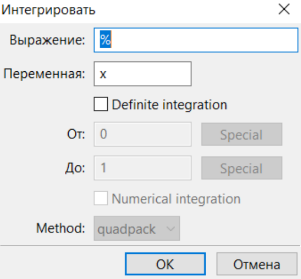 Интегрировать
Выражение: %
Переменная: x
Definite integration
От: 0 Special
До: 1 Special
Numerical integration
Method: quadpack
OK Отмена